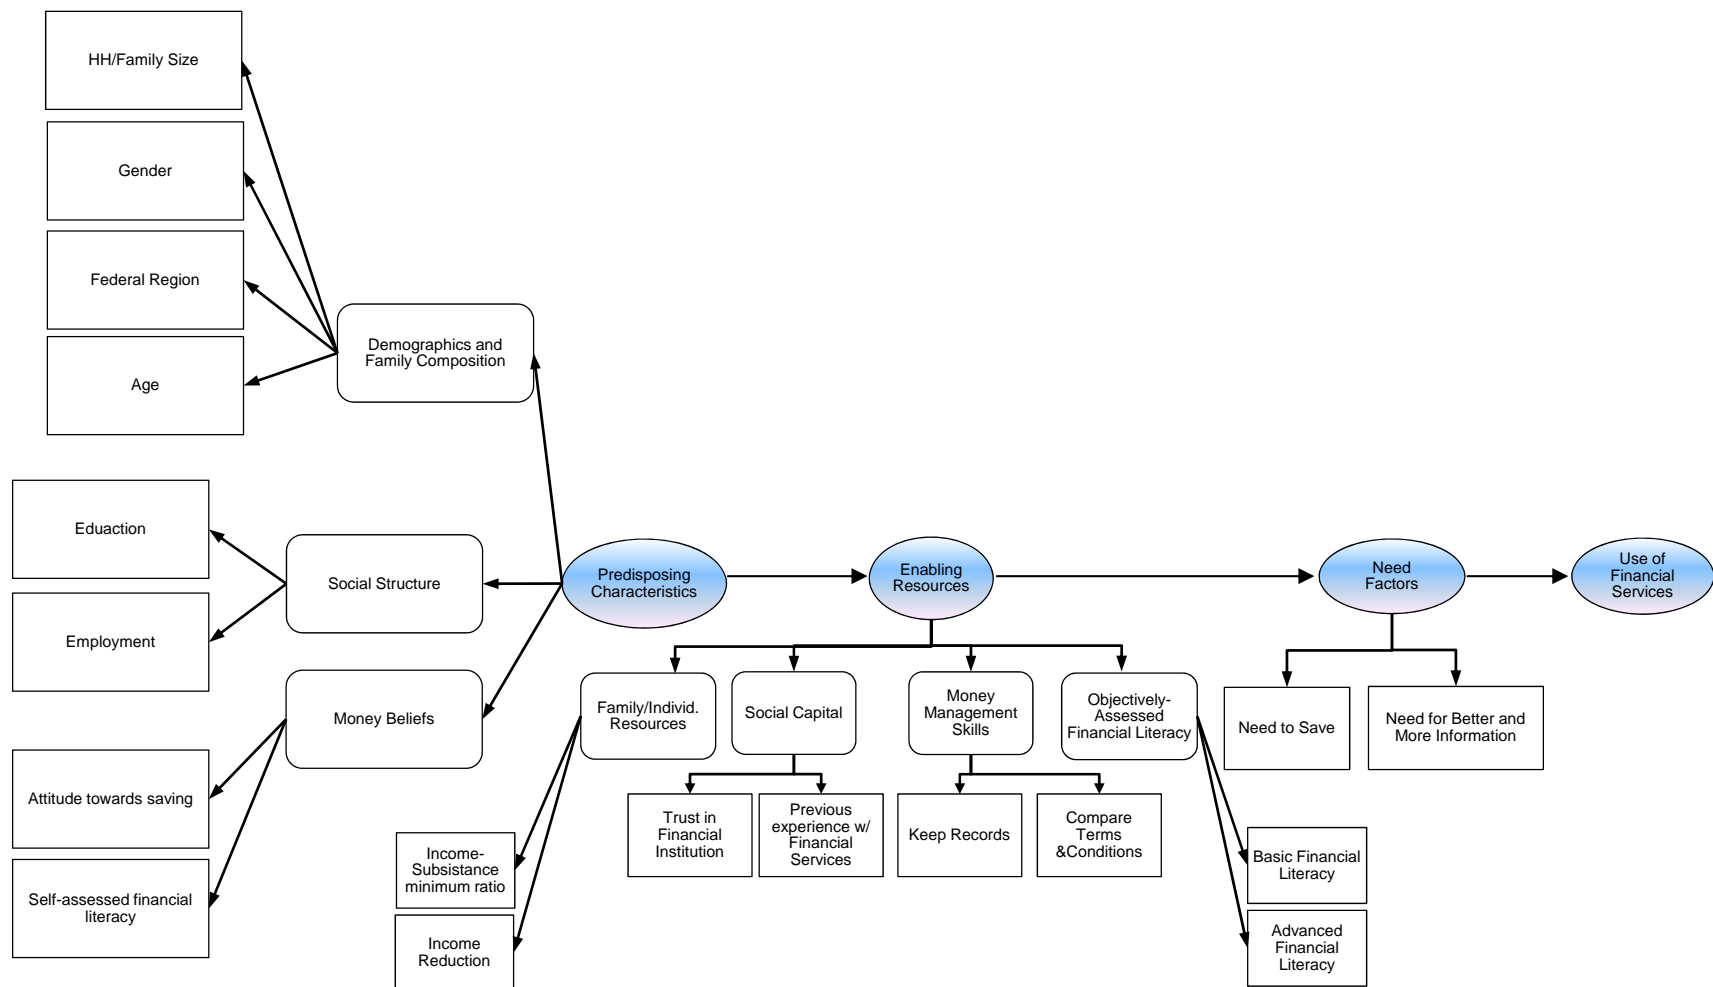 HH/Family Size
Gender
Federal Region
Age
Demographics and
Family Composition
Eduaction
Employment
Social Structure
Money Beliefs
Attitude towards saving
Self-assessed financial
literacy
Predisposing
Characteristics
Enabling
Resources
Need
Factors
Use of
Financial
Services
Family/Individ.
Resources
Social Capital
Money
Management
Skills
Objectively-
Assessed
Financial Literacy
Need to Save
Need for Better and
More Information
Income-
Subsistance
minimum ratio
Income
Reduction
Trust in
Financial
Institution
Previous
experience w/
Financial
Services
Keep Records
Compare
Terms
&Conditions
Basic Financial
Literacy
Advanced
Financial
Literacy